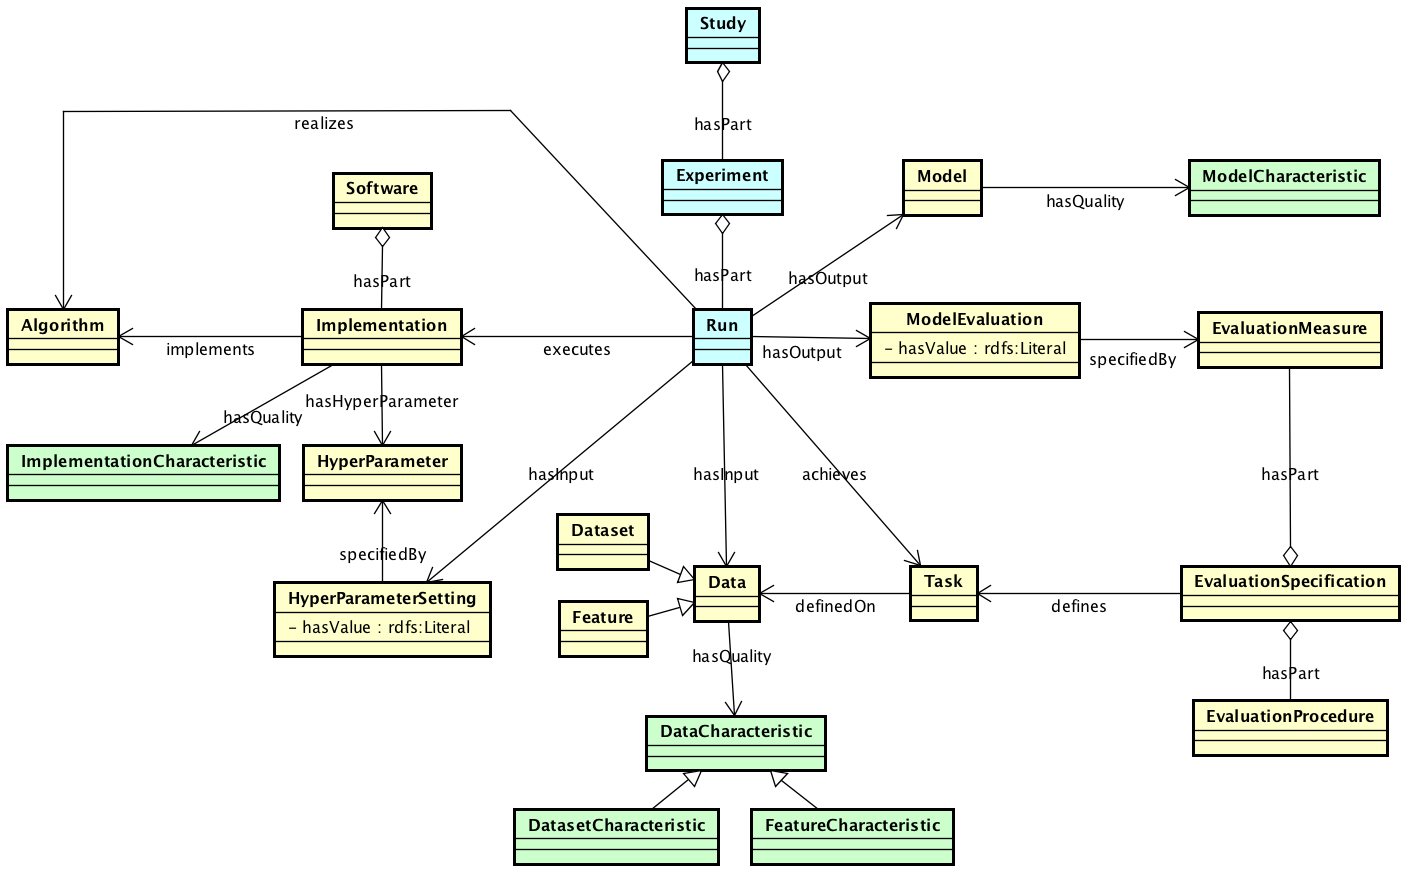 Study
hasPart
realizes
Software
Experiment
Model
ModelCharacteristic
hasQuality
hasPart
hasPart
hasOutput
Algorithm
Implementation
Run
ModelEvaluation
- hasValue : rdfs:Literal
EvaluationMeasure
implements
executes
hasOutput
specifiedBy
hasQuality
hasHyperParameter
ImplementationCharacteristic
HyperParameter
hasInput
hasInput
achieves
hasPart
Dataset
specifiedBy
Data
Task
EvaluationSpecification
HyperParameterSetting
- hasValue : rdfs:Literal
Feature
definedOn
defines
hasQuality
hasPart
EvaluationProcedure
DataCharacteristic
DatasetCharacteristic
FeatureCharacteristic